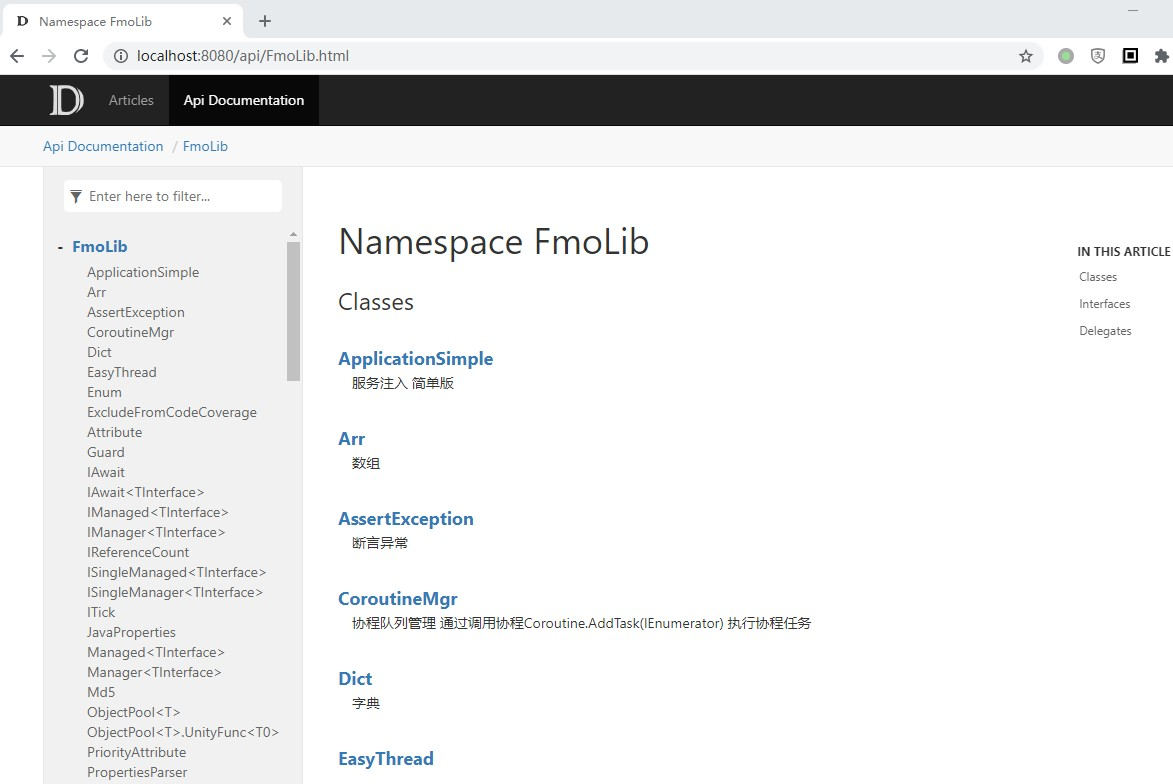 Namespace FmoLib
localhost:8080/api/FmoLib.html
Articles
Api Documentation
Api Documentation / FmoLib
Enter here to filter...
- FmoLib
ApplicationSimple
Arr
AssertException
CoroutineMgr
Dict
EasyThread
Enum
ExcludeFromCodeCoverage
Attribute
Guard
IAwait
IAwait<TInterface>
IManaged<TInterface>
IManager<TInterface>
IReferenceCount
ISingleManaged<TInterface>
ISingleManager<TInterface>
ITick
JavaProperties
Managed<TInterface>
Manager<TInterface>
Md5
ObjectPool<T>
ObjectPool<T>.UnityFunc<T0>
PriorityAttribute
PropertiesParser
Namespace FmoLib
Classes
ApplicationSimple
服务注入 简单版
Arr
数组
AssertException
断言异常
CoroutineMgr
协程队列管理 通过调用协程Coroutine.AddTask(IEnumerator) 执行协程任务
Dict
字典
EasyThread
IN THIS ARTICLE
Classes
Interfaces
Delegates